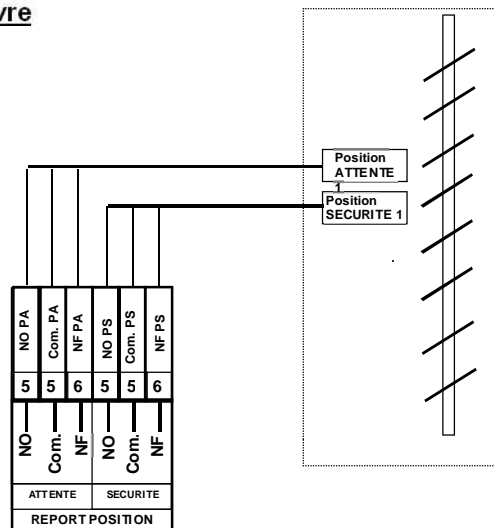 Position
ATTENTE
1
Position
SECURITE 1
NO PA
Com. PA
NF PA
NO PS
Com. PS
NF PS
5 5 6 5 5 6
NO
Com.
NF
NO
Com.
NF
ATTENTE SECURITE
REPORT POSITION